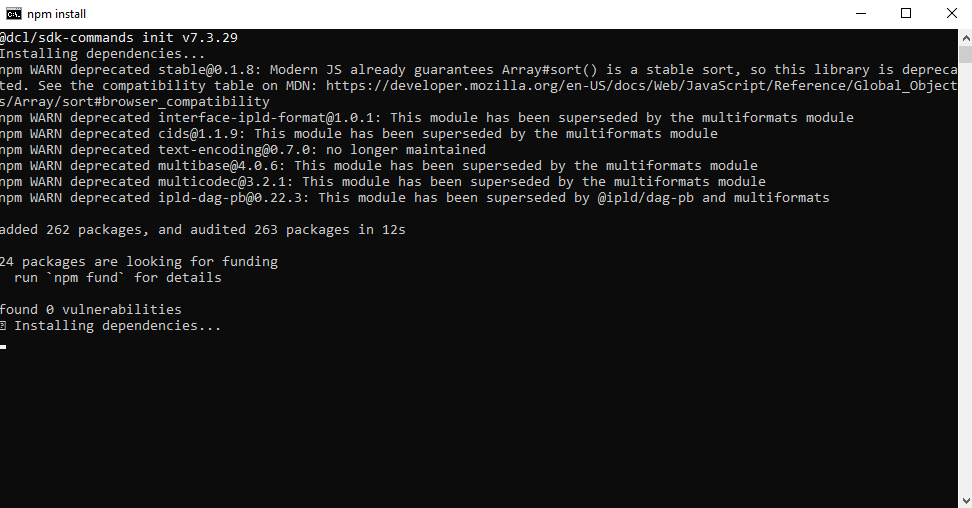 npm install
@dcl/sdk-commands init v7.3.29
Installing dependencies...
npm WARN deprecated stable@0.1.8: Modern JS already guarantees Array#sort() is a stable sort, so this library is depreca
ted. See the compatibility table on MDN: https://developer.mozilla.org/en-US/docs/Web/JavaScript/Reference/Global_Object
s/Array/sort#browser_compatibility
npm WARN deprecated interface-ipld-format@1.0.1: This module has been superseded by the multiformats module
npm WARN deprecated cids@1.1.9: This module has been superseded by the multiformats module
npm WARN deprecated text-encoding@0.7.0: no longer maintained
npm WARN deprecated multibase@4.0.6: This module has been superseded by the multiformats module
npm WARN deprecated multicodec@3.2.1: This module has been superseded by the multiformats module
npm WARN deprecated ipld-dag-pb@0.22.3: This module has been superseded by @ipld/dag-pb and multiformats
added 262 packages, and audited 263 packages in 12s
24 packages are looking for funding
run `npm fund` for details
found 0 vulnerabilities
Installing dependencies...